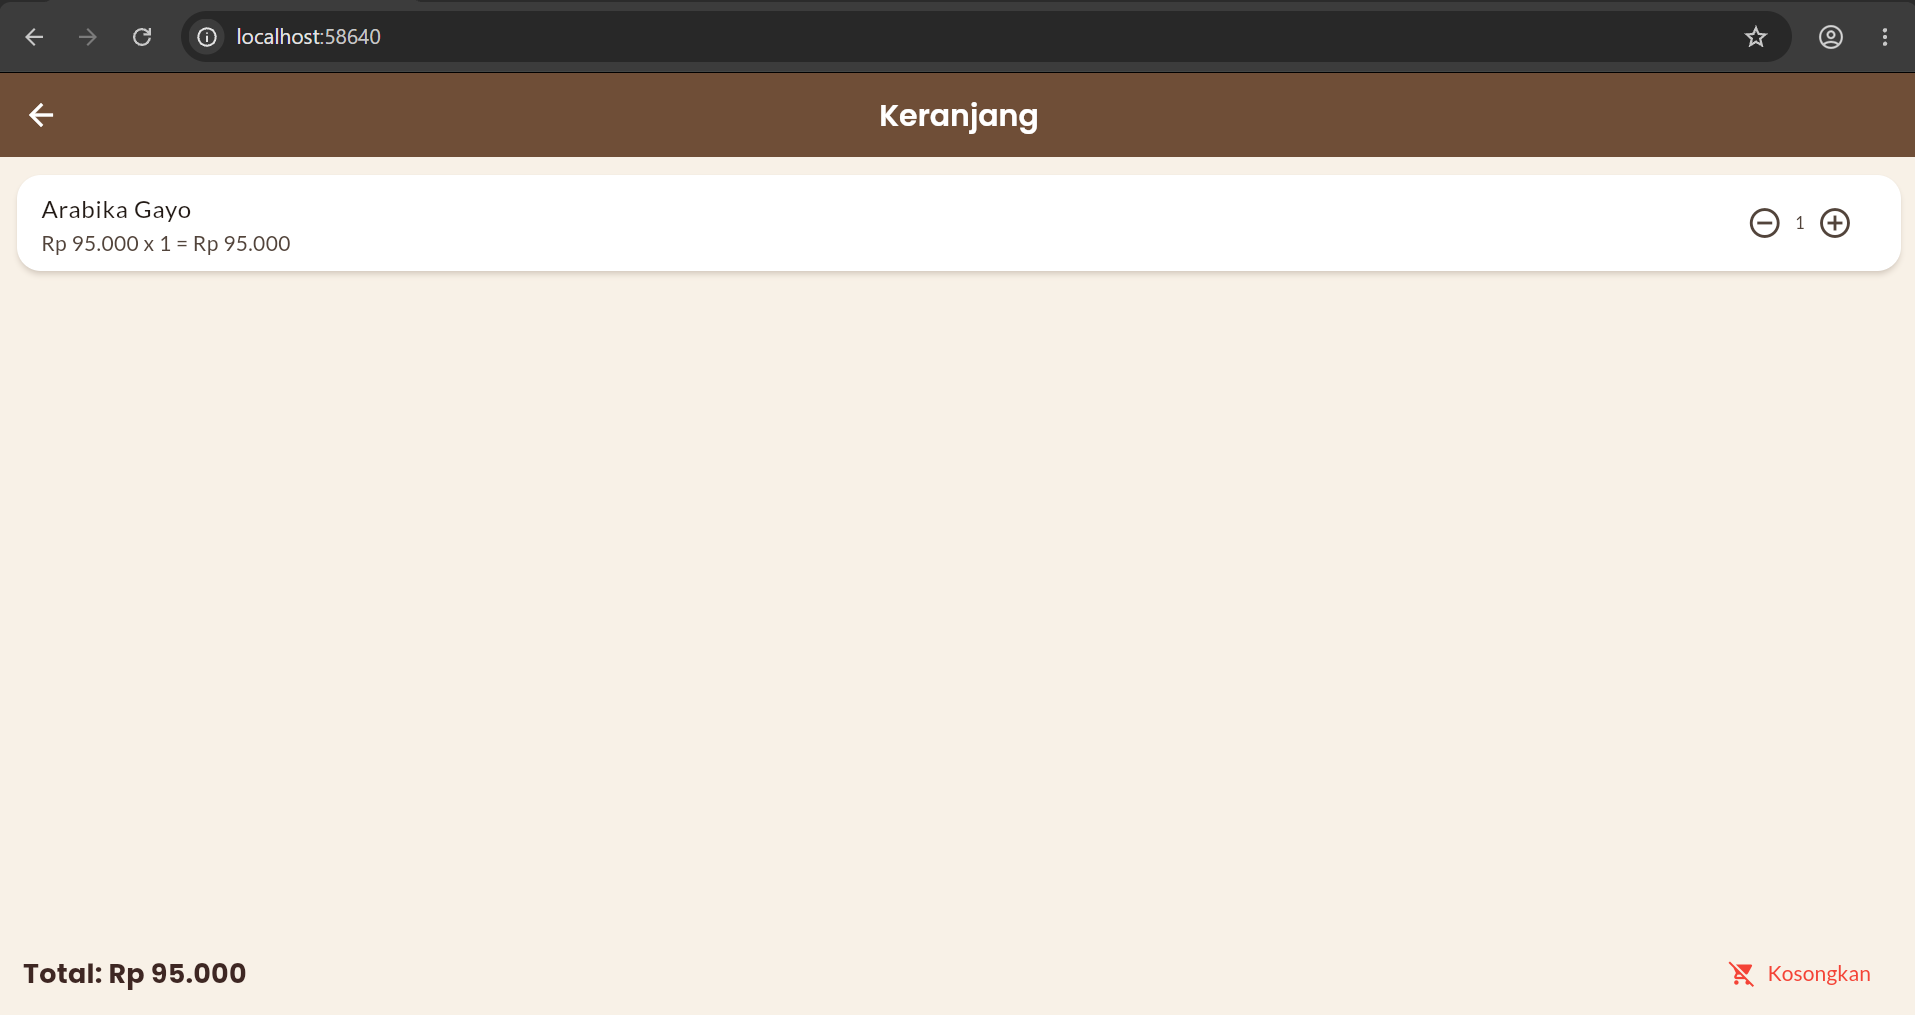 localhost:58640
Keranjang
Arabika Gayo
Rp 95.000 x 1 = Rp 95.000
1
Total: Rp 95.000
Kosongkan